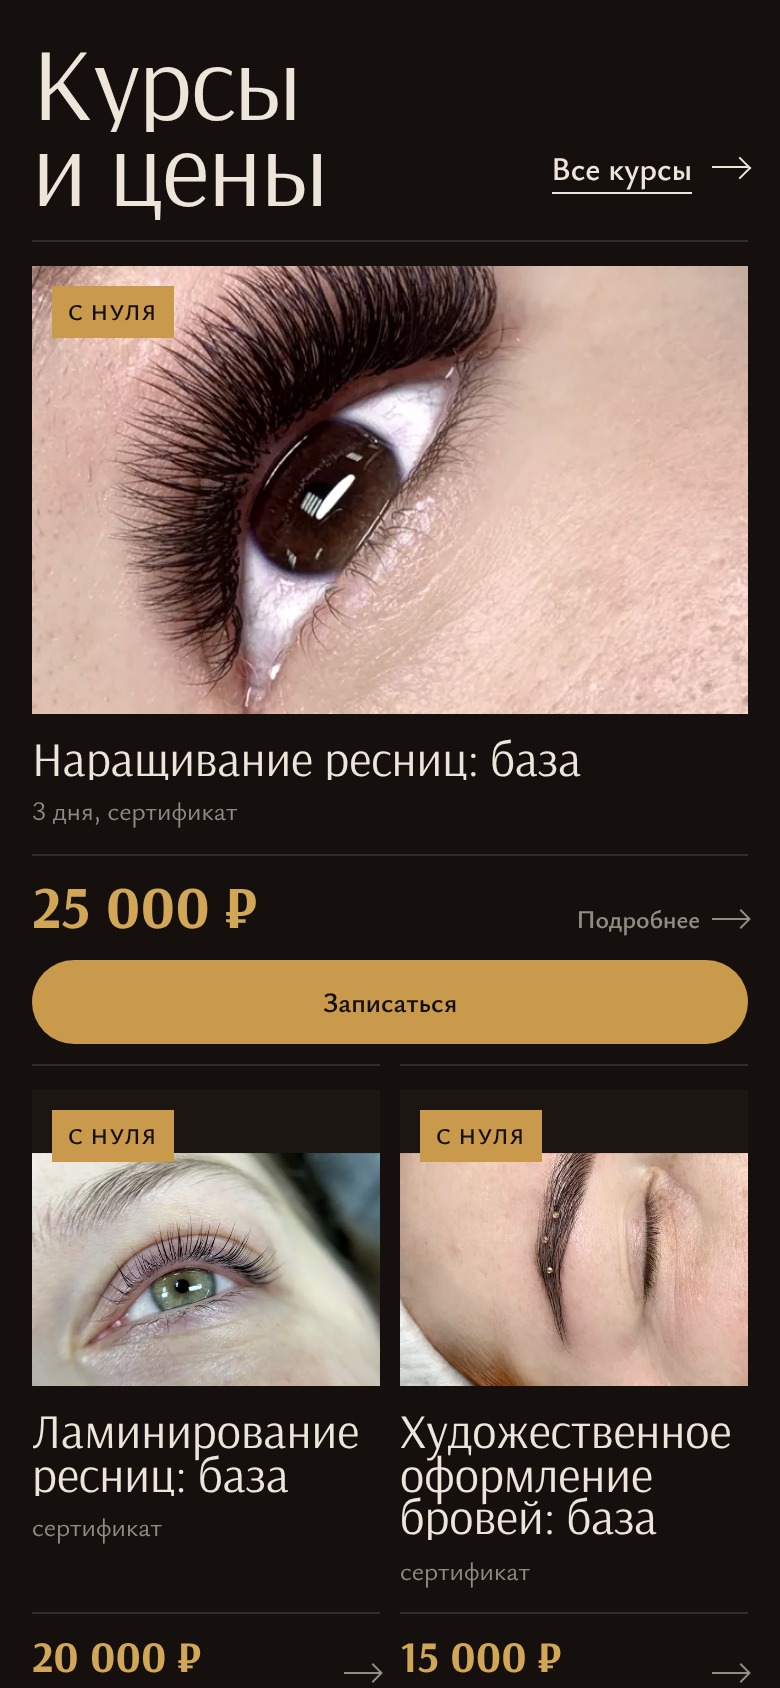 Курсы
и цены
Все курсы
С НУЛЯ
Наращивание ресниц: база
3 дня, сертификат
25 000 ₽
Подробнее
Записаться
С НУЛЯ
Ламинирование
ресниц: база
сертификат
20 000 ₽
С НУЛЯ
Художественное
оформление
бровей: база
сертификат
15 000 ₽